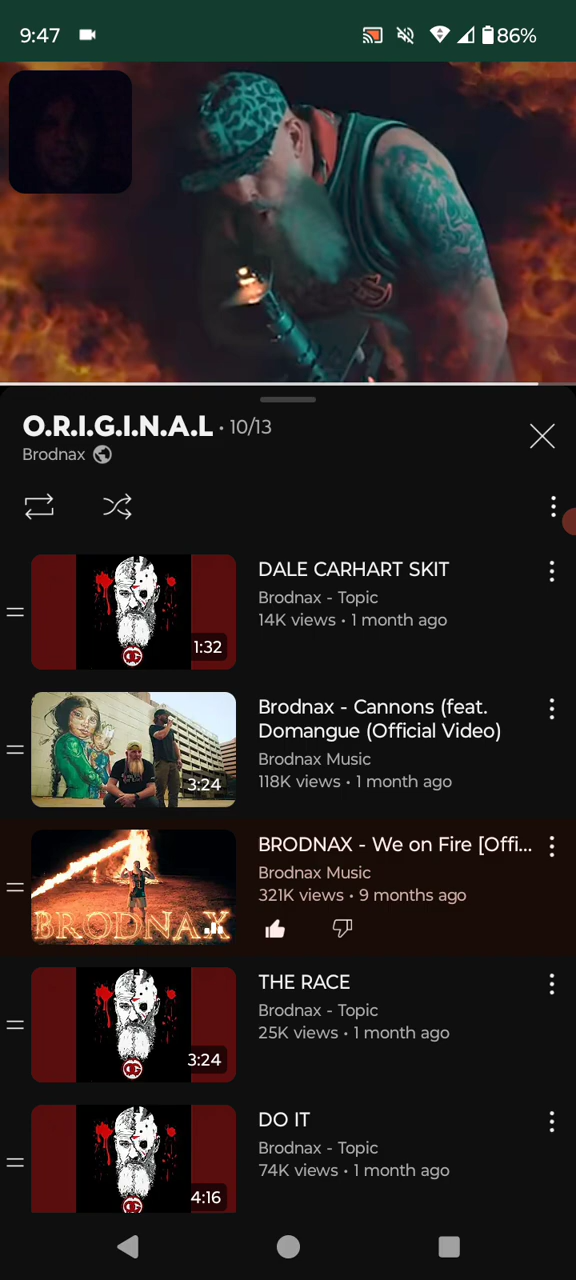 9:47
86%
O.R.I.G.I.N.A.L · 10/13
Brodnax
DALE CARHART SKIT
Brodnax - Topic
14K views · 1 month ago
1:32
Brodnax - Cannons (feat.
Domangue (Official Video)
Brodnax Music
118K views · 1 month ago
3:24
BRODNAX - We on Fire [Offi...
Brodnax Music
321K views · 9 months ago
BRODNAX
THE RACE
Brodnax - Topic
25K views · 1 month ago
3:24
DO IT
Brodnax - Topic
74K views · 1 month ago
4:16